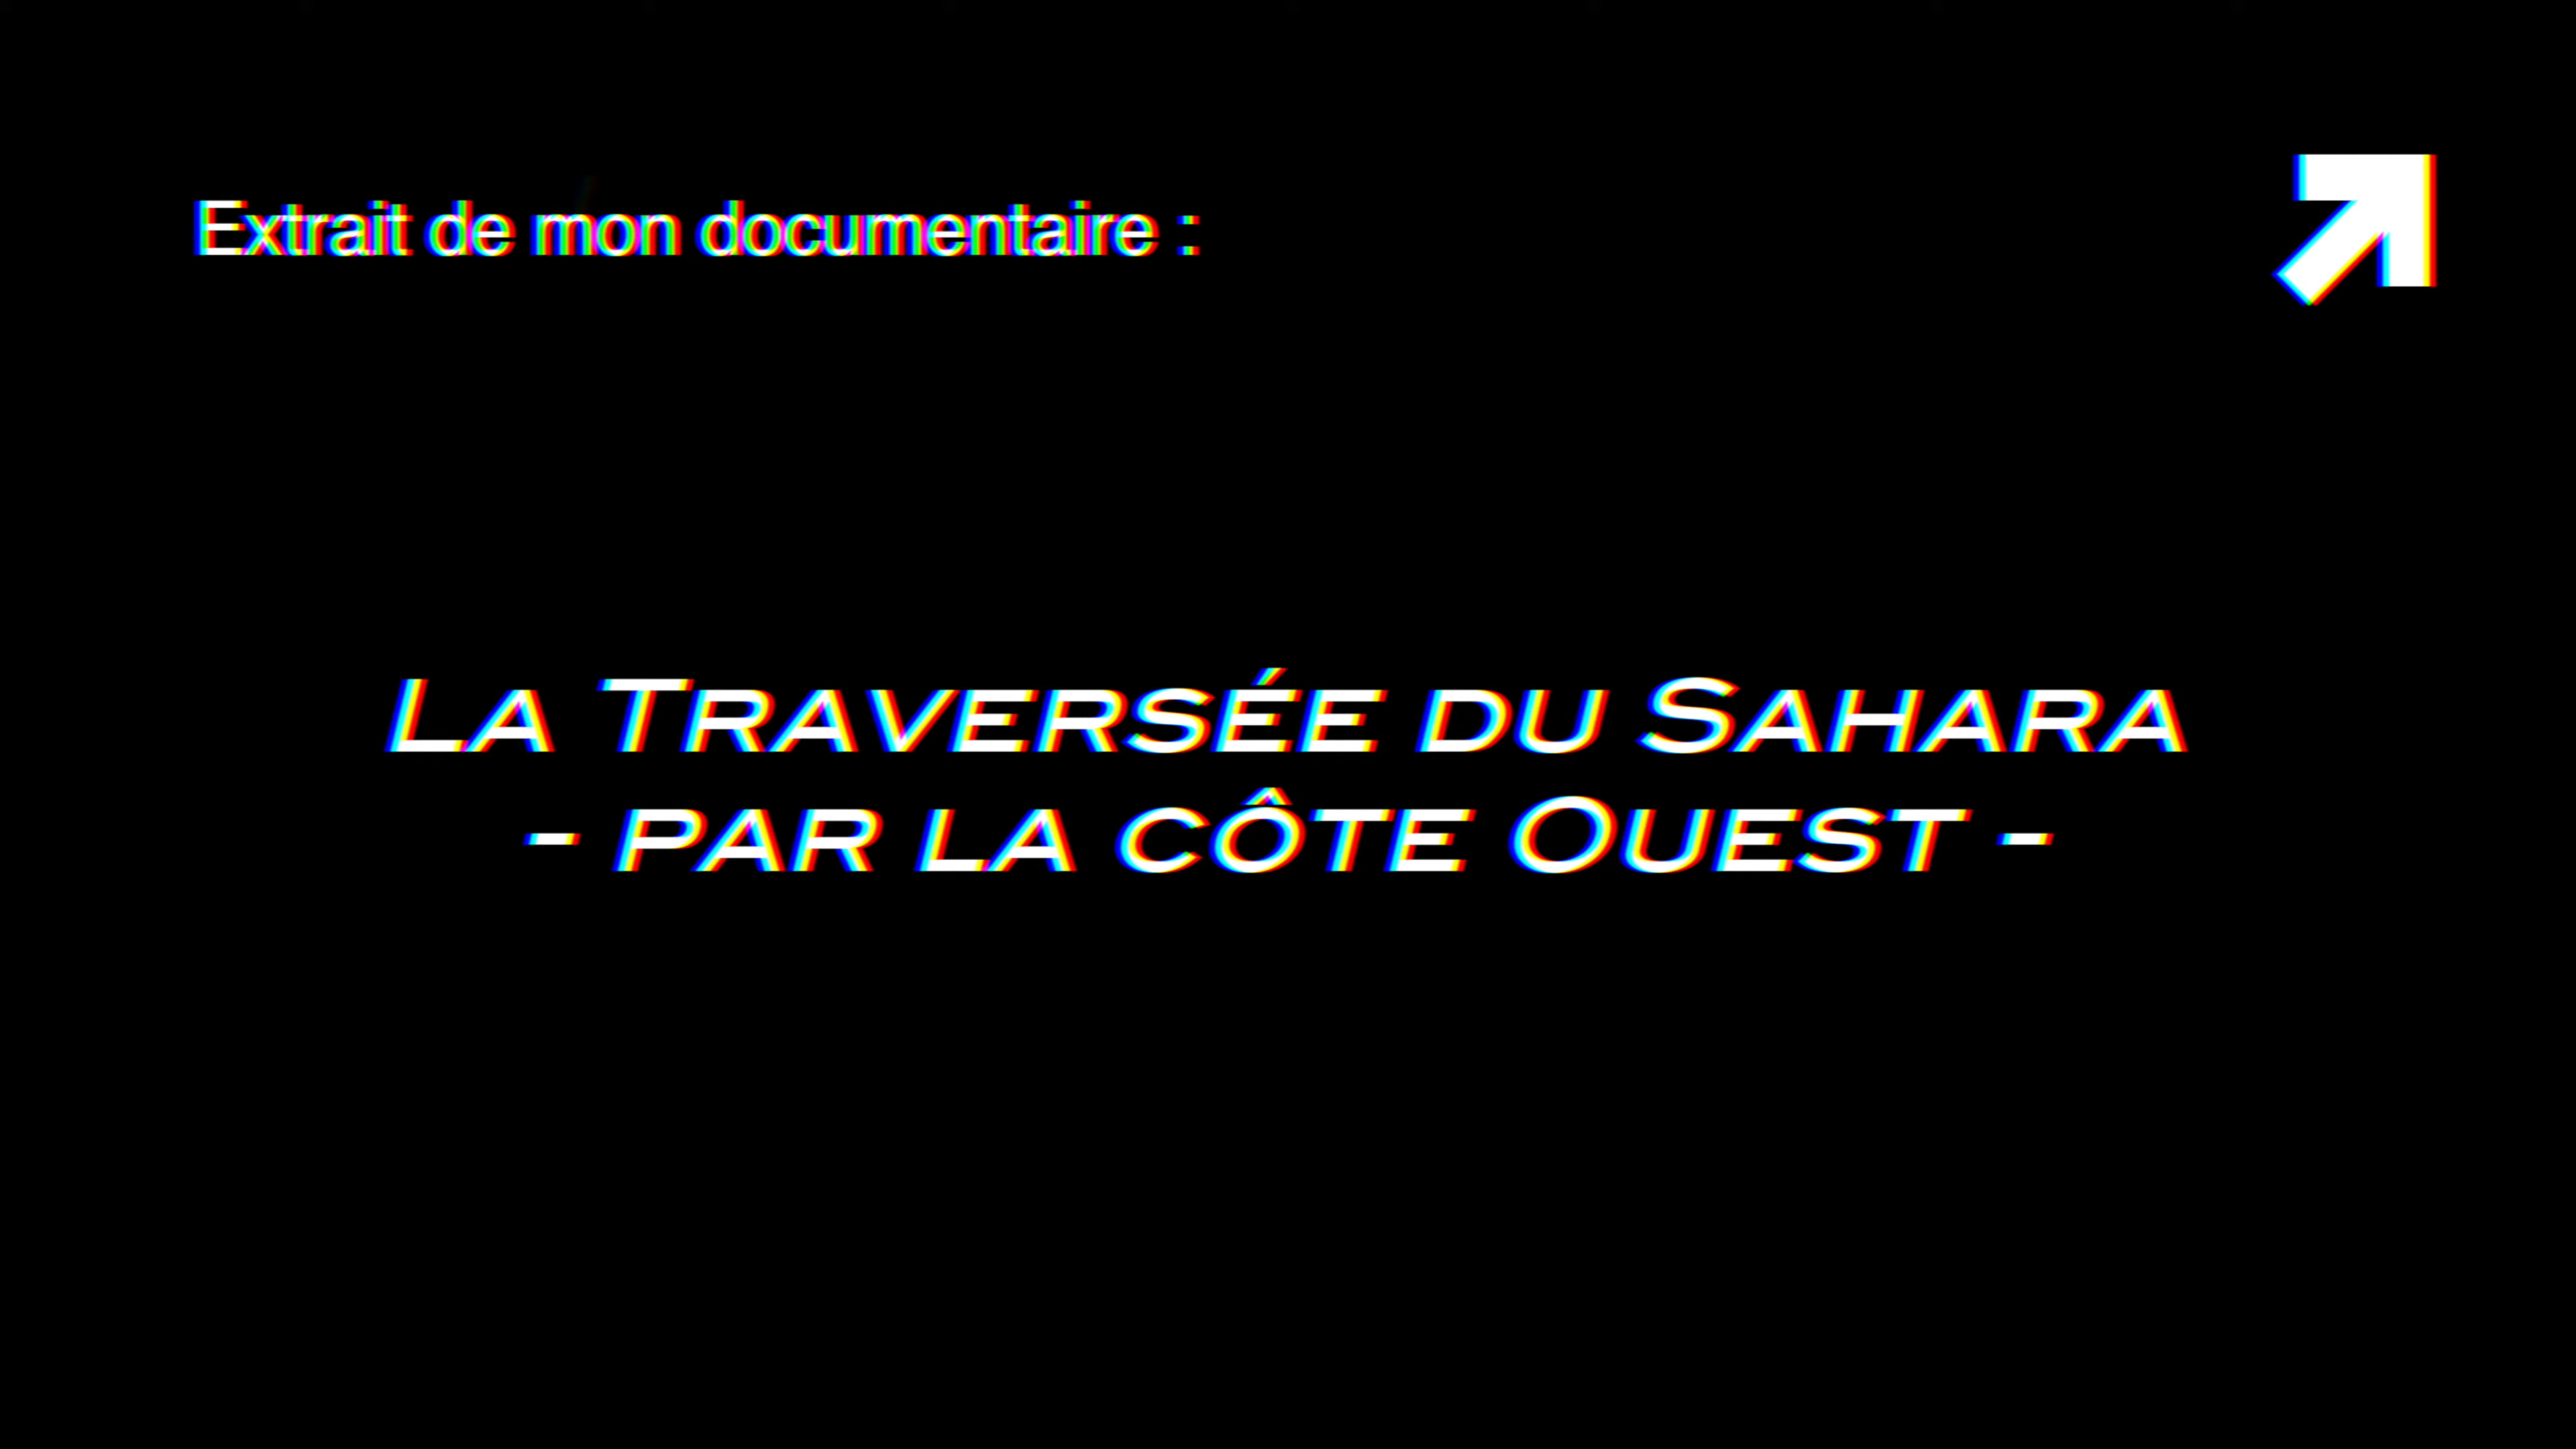 Extrait de mon documentaire :
La Traversée du Sahara
- par la côte Ouest -